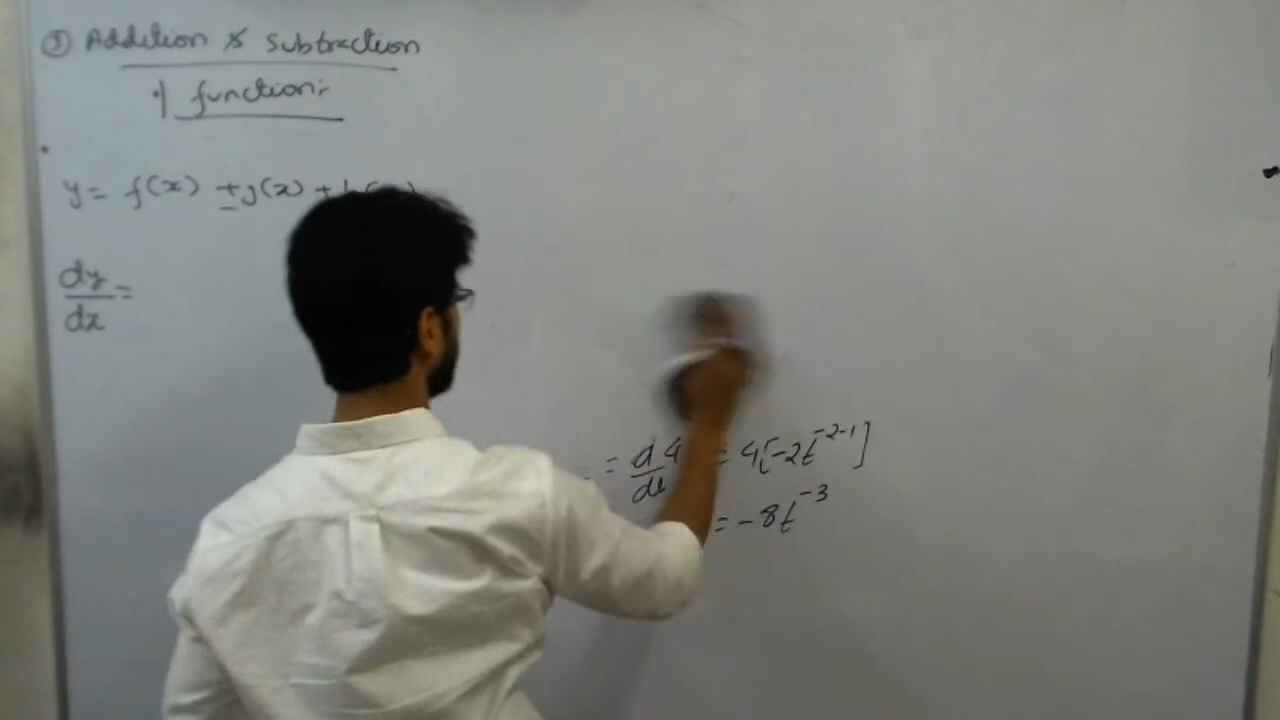 ③ Addition & Subtraction
of function:-
y = f(x) ± g(x) +
dy/dx =
= d/dt 4 = 4[-2t^-2-1]
= -8t^-3